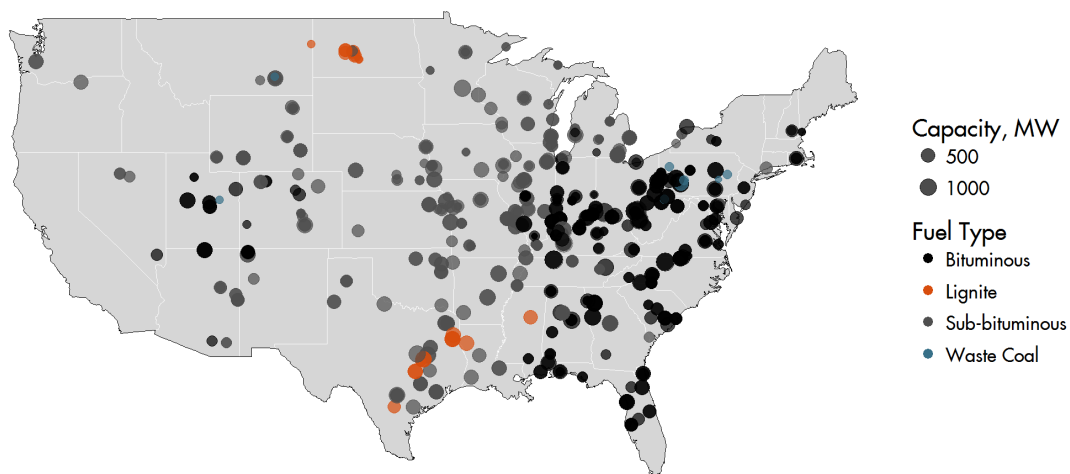 Capacity, MW
500
1000
Fuel Type
Bituminous
Lignite
Sub-bituminous
Waste Coal